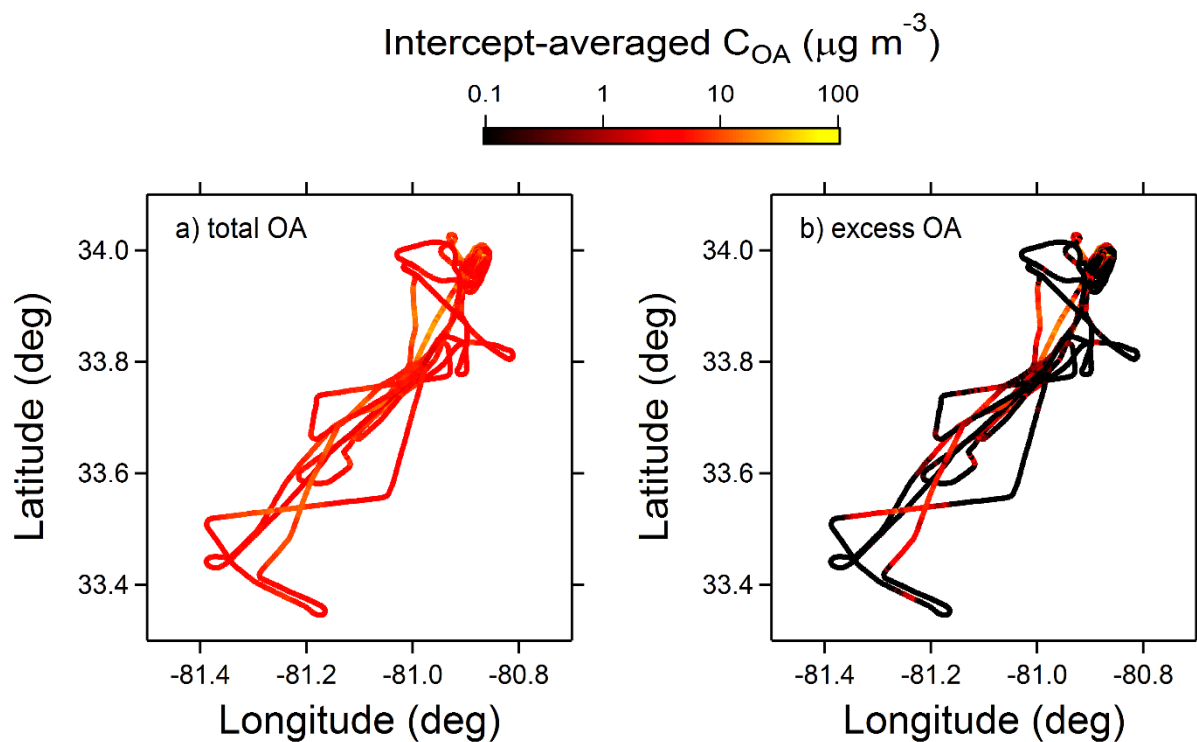 Intercept-averaged C_OA (μg m⁻³)
0.1 1 10 100
a) total OA
b) excess OA
34.0
33.8
33.6
33.4
Latitude (deg)
-81.4 -81.2 -81.0 -80.8
Longitude (deg)
34.0
33.8
33.6
33.4
Latitude (deg)
-81.4 -81.2 -81.0 -80.8
Longitude (deg)